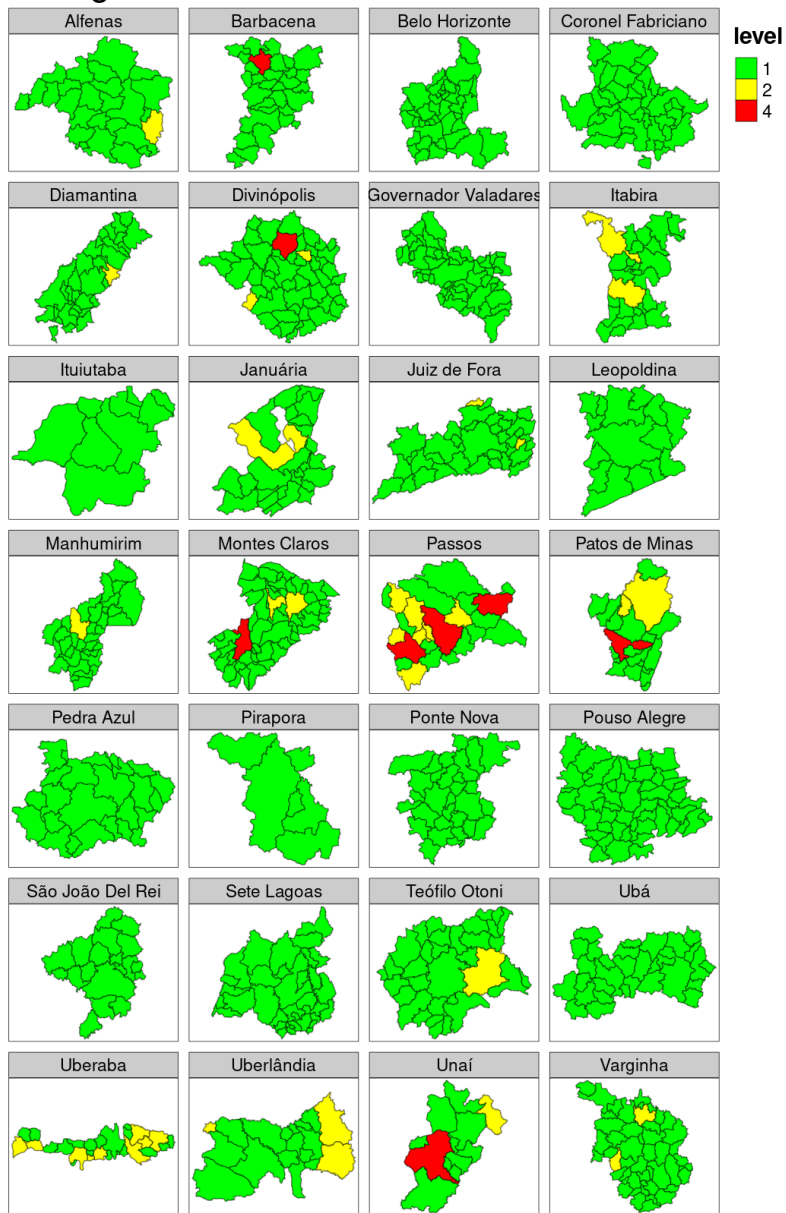 Alfenas
Barbacena
Belo Horizonte
Coronel Fabriciano
level
1
2
4
Diamantina
Divinópolis
Governador Valadares
Itabira
Ituiutaba
Januária
Juiz de Fora
Leopoldina
Manhumirim
Montes Claros
Passos
Patos de Minas
Pedra Azul
Pirapora
Ponte Nova
Pouso Alegre
São João Del Rei
Sete Lagoas
Teófilo Otoni
Ubá
Uberaba
Uberlândia
Unaí
Varginha